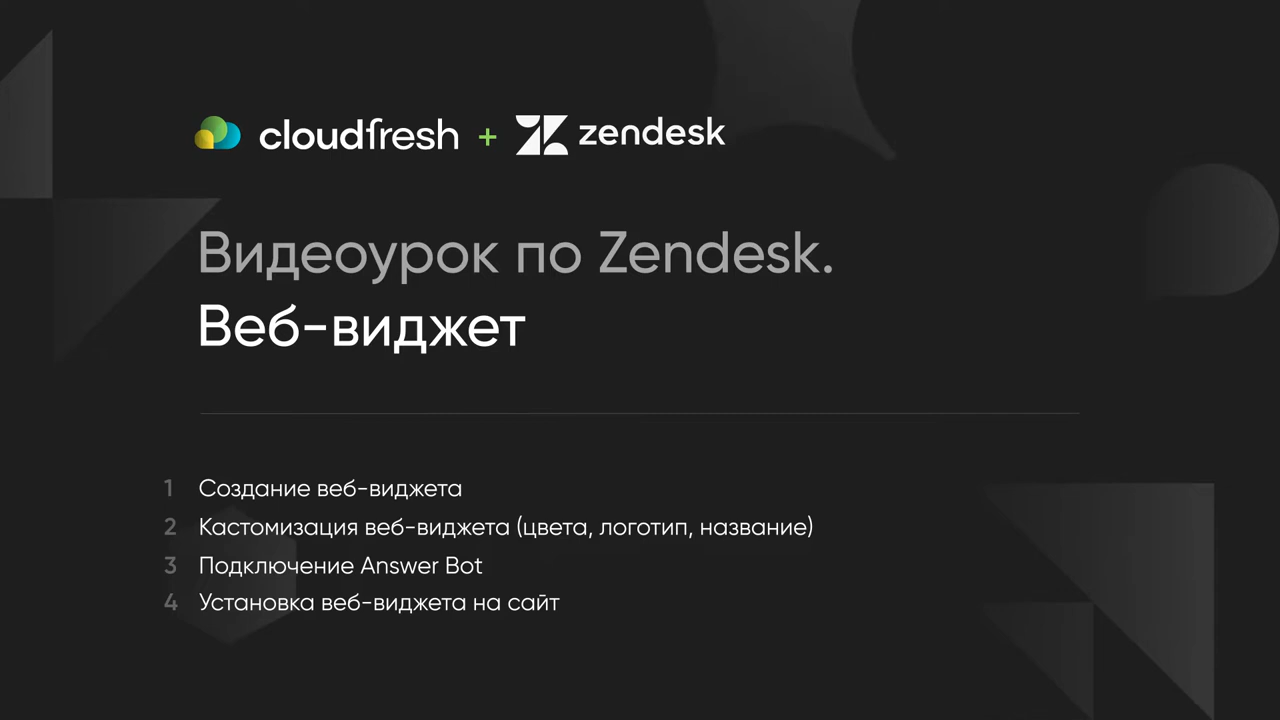 cloudfresh + zendesk
Видеоурок по Zendesk.
Веб-виджет
1 Создание веб-виджета
2 Кастомизация веб-виджета (цвета, логотип, название)
3 Подключение Answer Bot
4 Установка веб-виджета на сайт